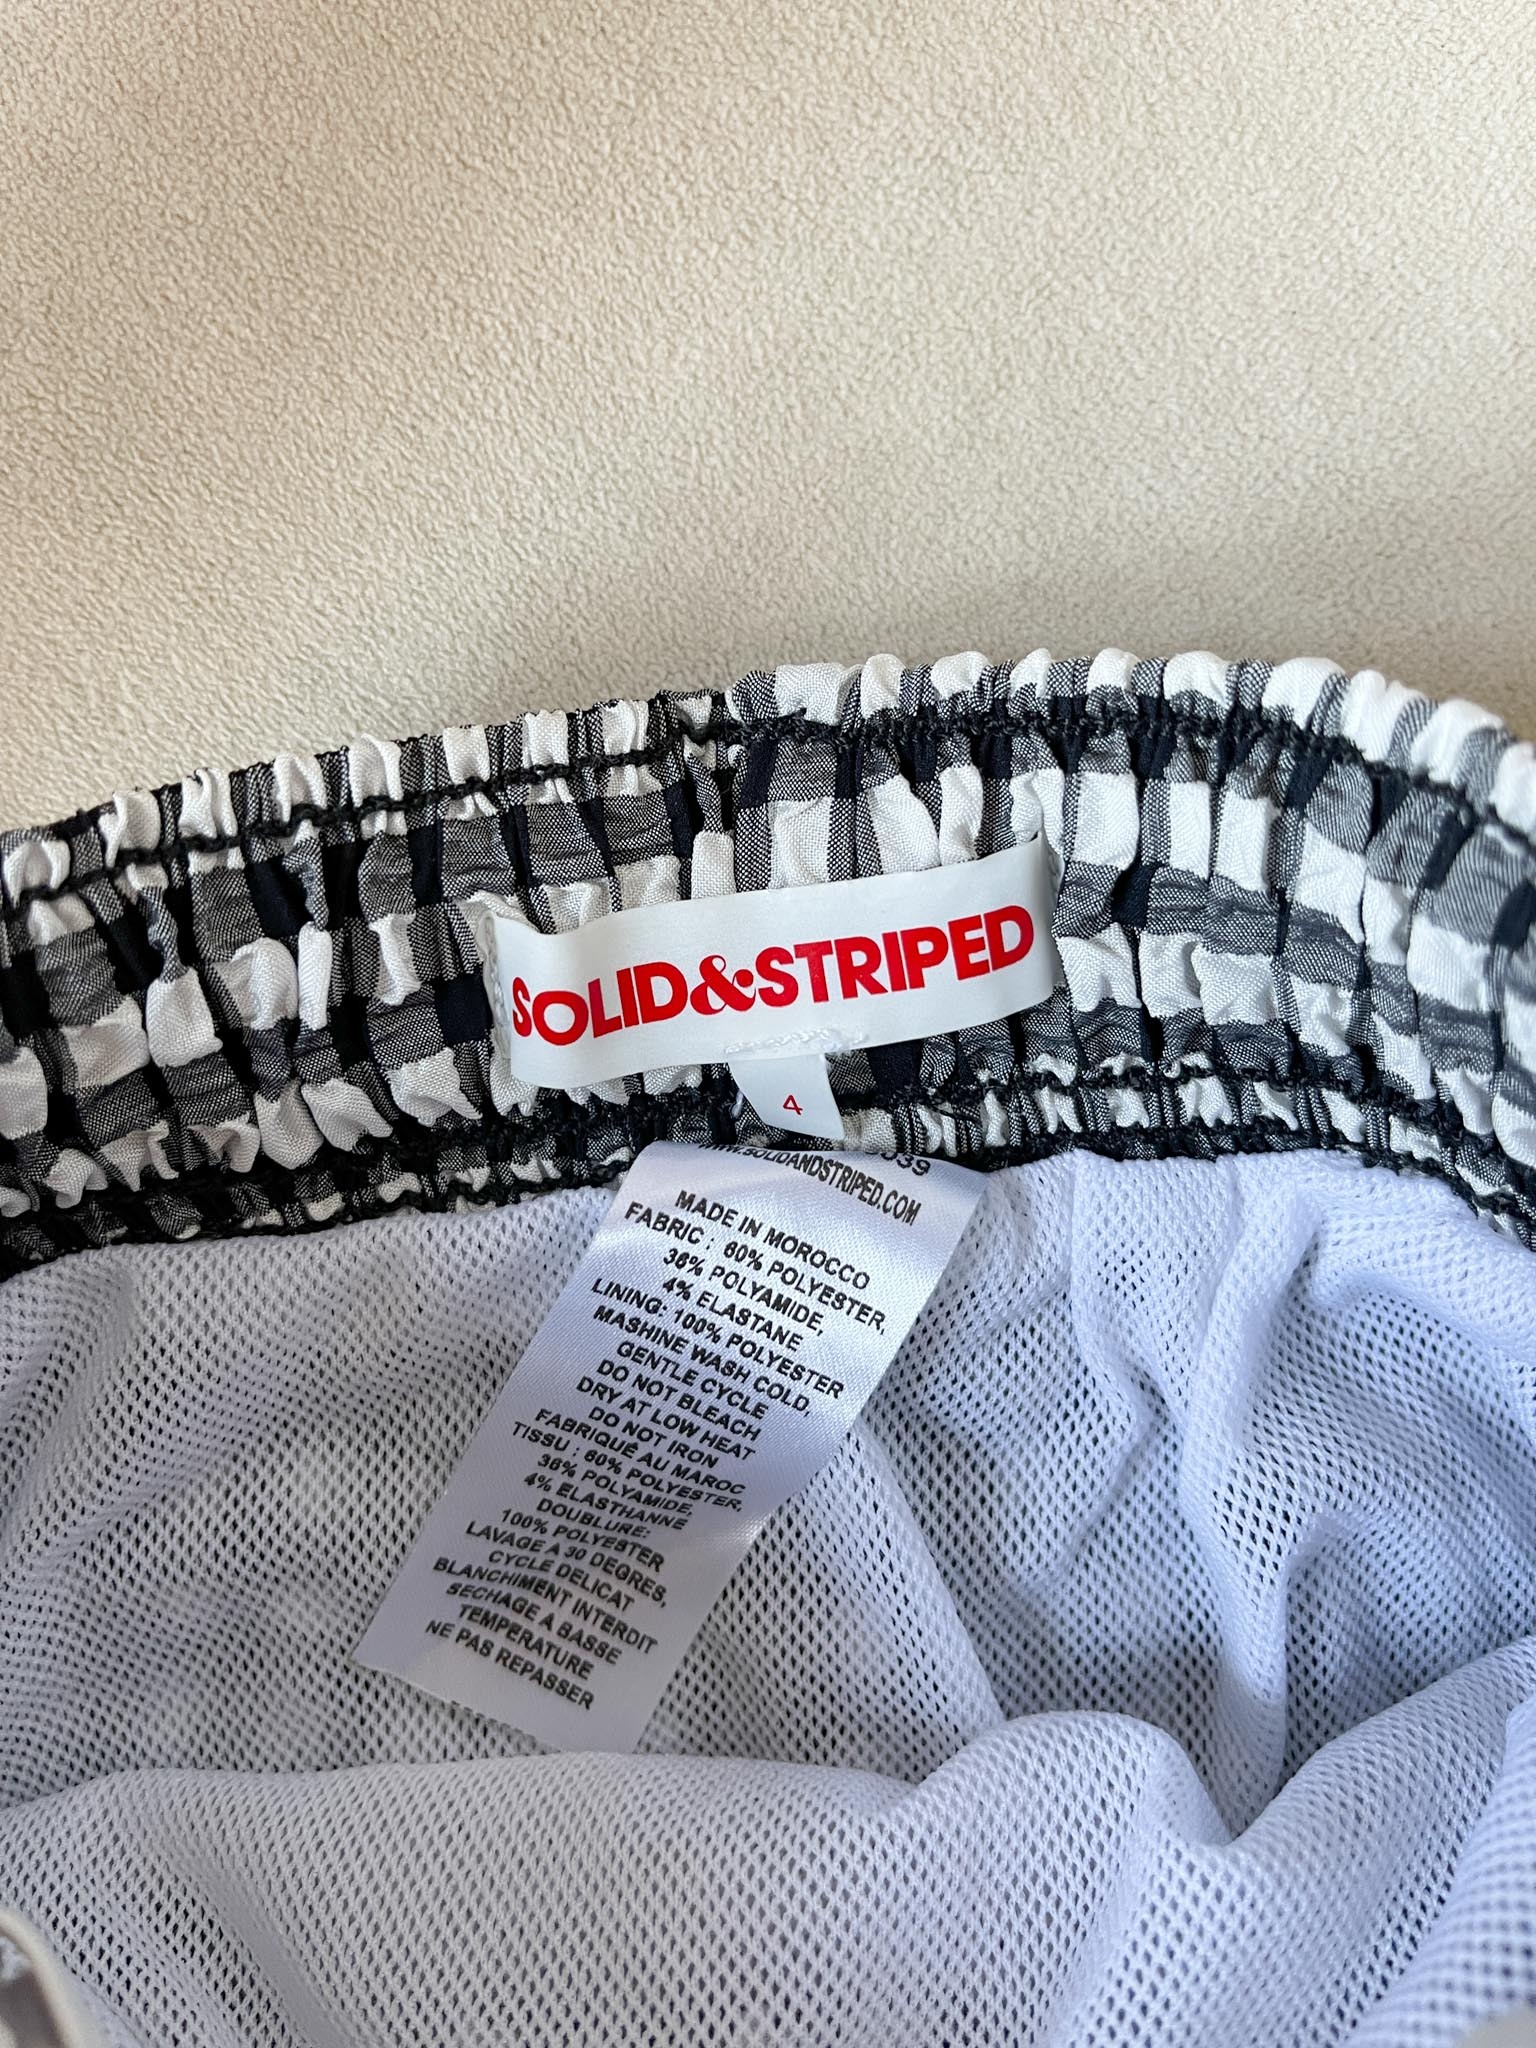 SOLID&STRIPED
4
039
WWW.SOLIDANDSTRIPED.COM
MADE IN MOROCCO
FABRIC : 60% POLYESTER,
36% POLYAMIDE,
4% ELASTANE
LINING: 100% POLYESTER
MASHINE WASH COLD,
GENTLE CYCLE
DO NOT BLEACH
DRY AT LOW HEAT
DO NOT IRON
FABRIQUÉ AU MAROC
TISSU : 60% POLYESTER,
36% POLYAMIDE,
4% ELASTHANNE
DOUBLURE:
100% POLYESTER
LAVAGE A 30 DEGRES,
CYCLE DELICAT
BLANCHIMENT INTERDIT
SECHAGE A BASSE
TEMPERATURE
NE PAS REPASSER